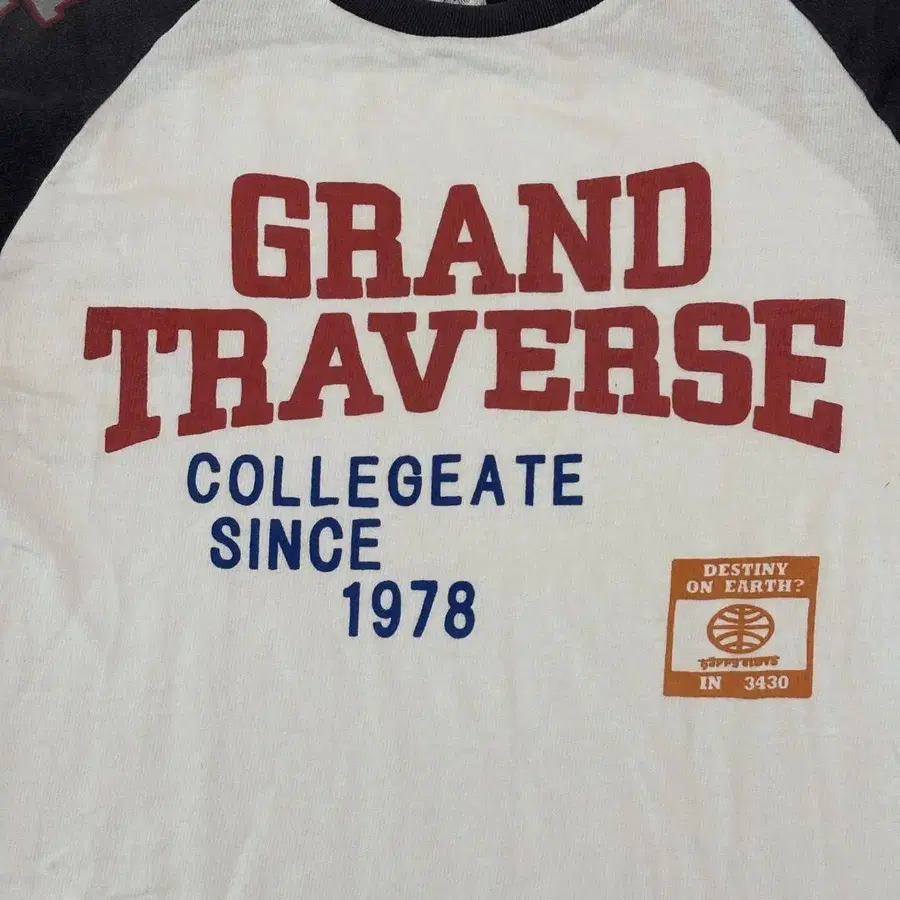 GRAND
TRAVERSE
COLLEGEATE
SINCE
1978
DESTINY
ON EARTH?
IN 3430